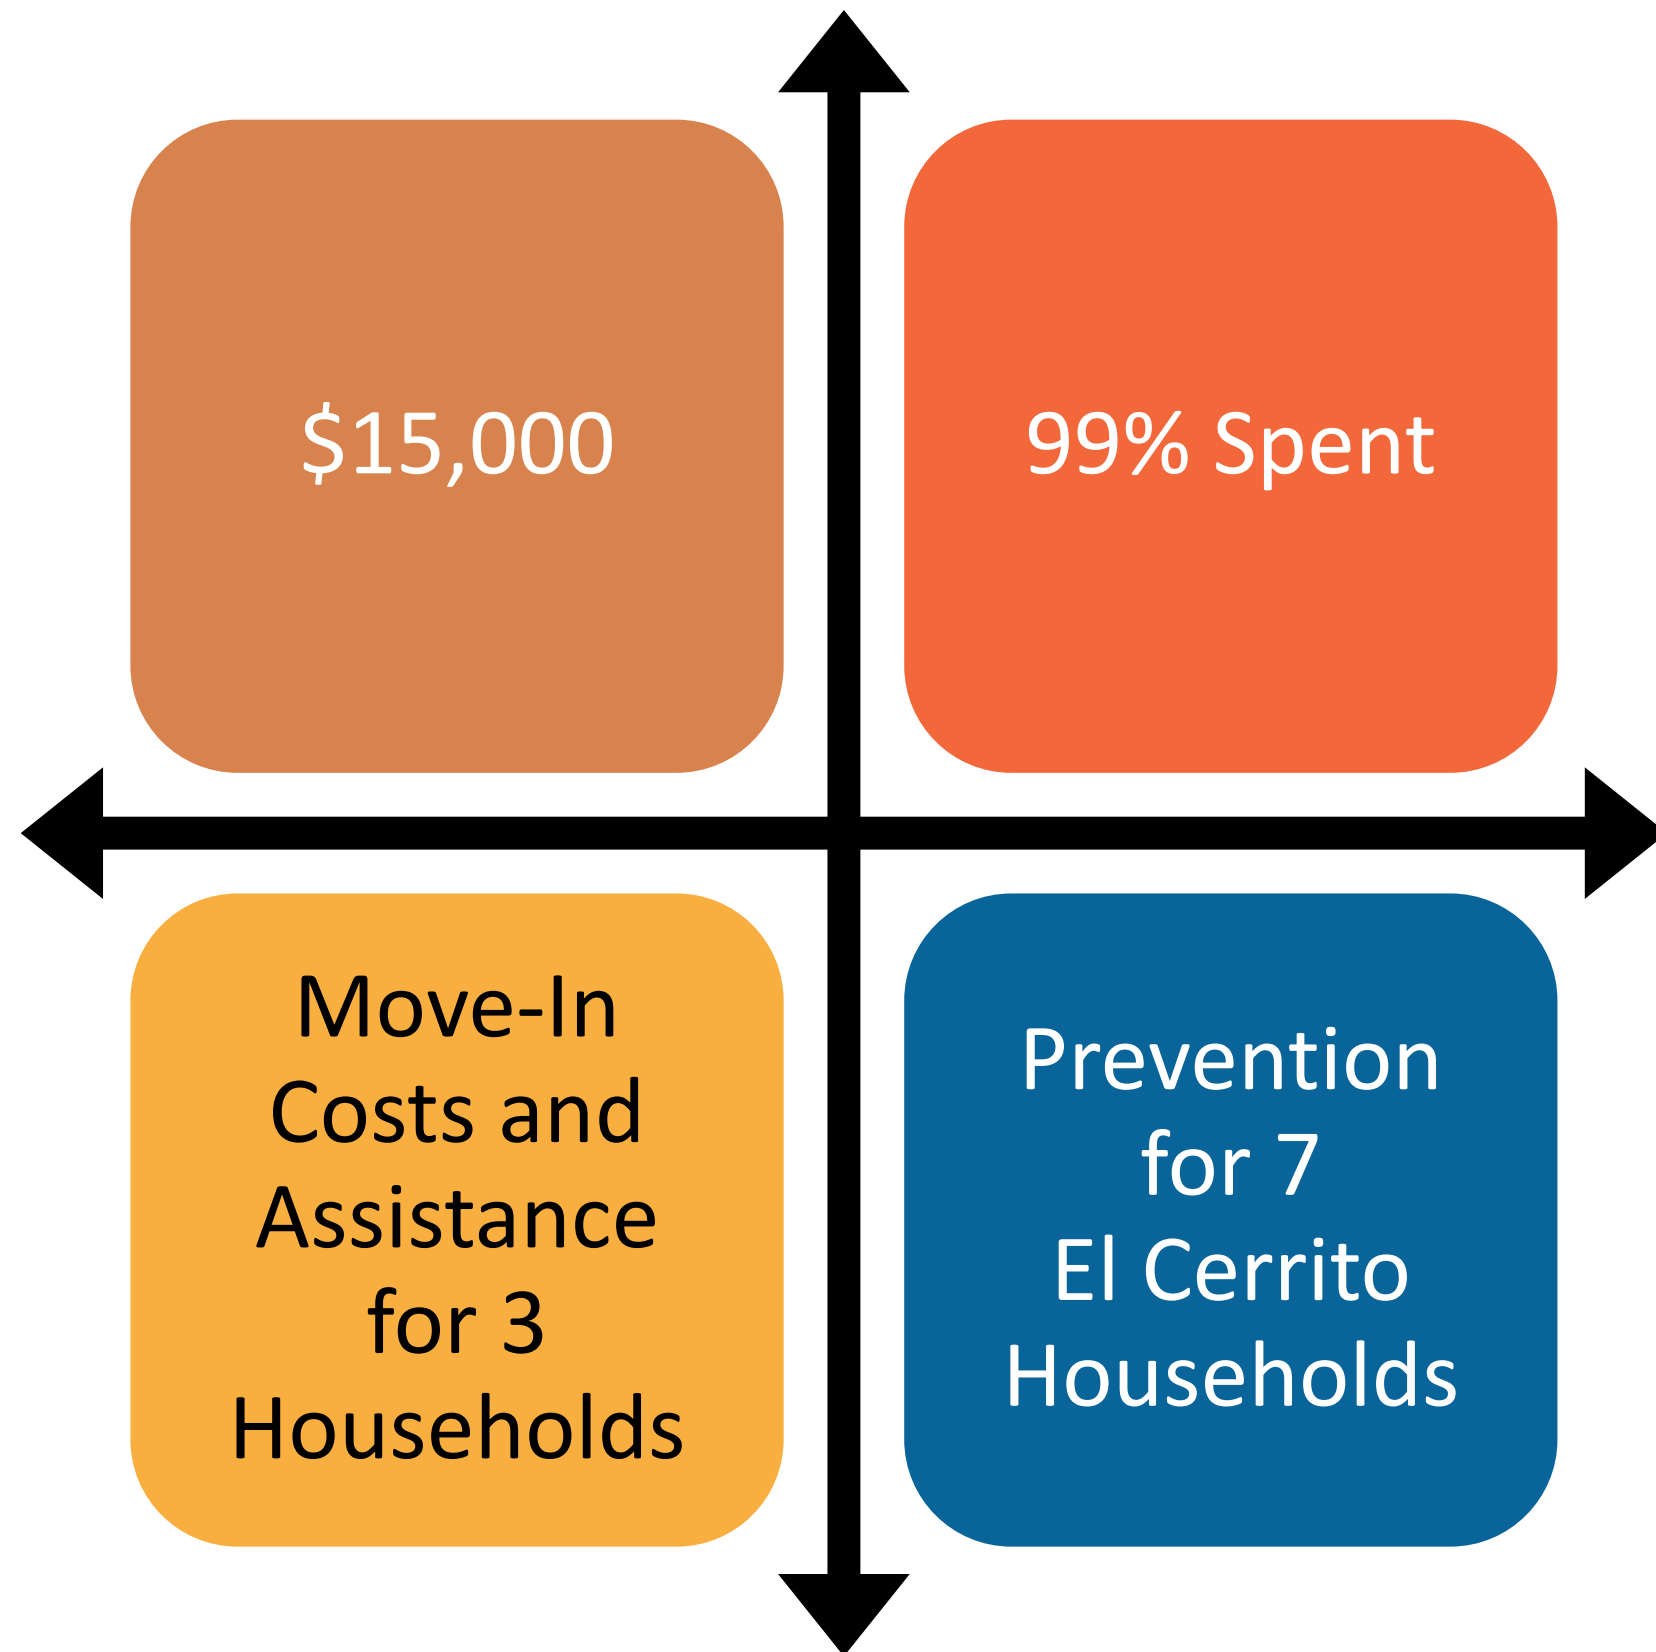 $15,000
99% Spent
Move-In
Costs and
Assistance
for 3
Households
Prevention
for 7
El Cerrito
Households